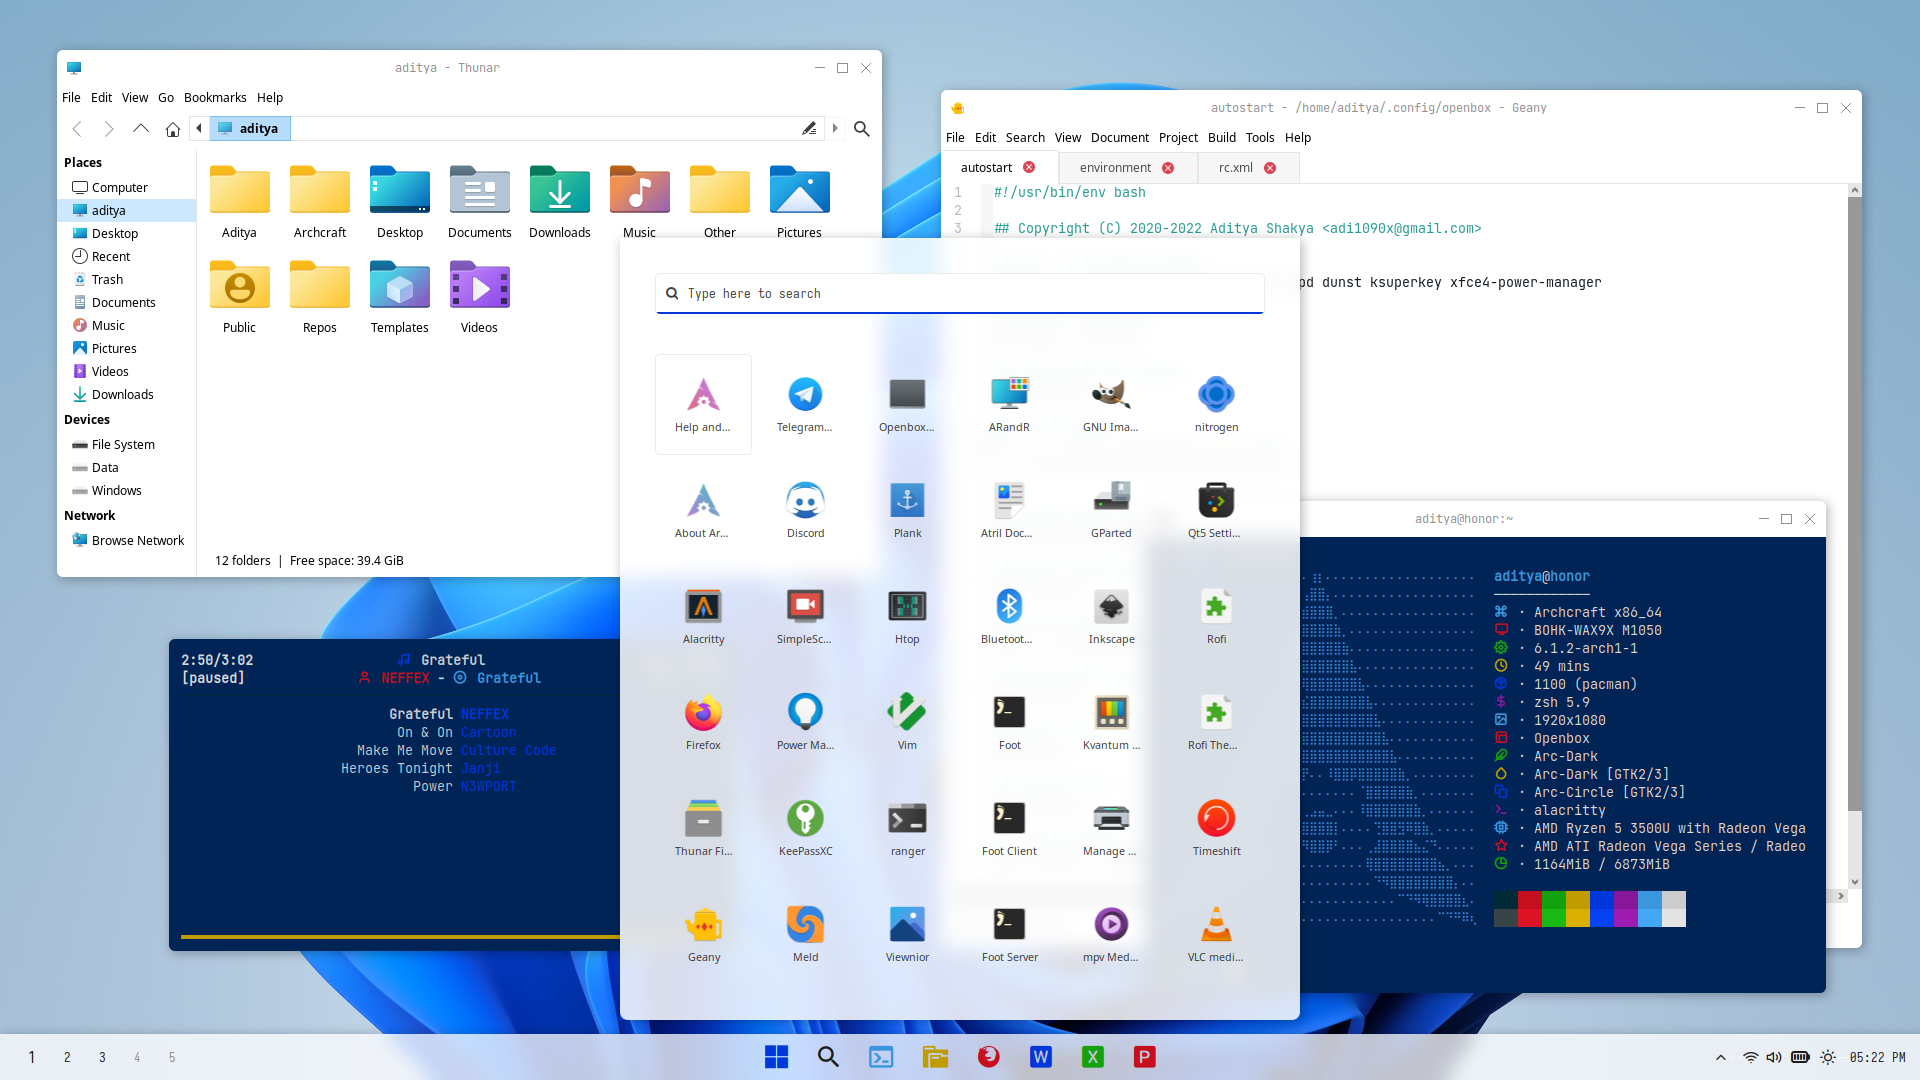 aditya - Thunar
File Edit View Go Bookmarks Help
aditya
Places
Computer
aditya
Desktop
Recent
Trash
Documents
Music
Pictures
Videos
Downloads
Devices
File System
Data
Windows
Network
Browse Network
Aditya Archcraft Desktop Documents Downloads Music Other Pictures
Public Repos Templates Videos
12 folders | Free space: 39.4 GiB
autostart - /home/aditya/.config/openbox - Geany
File Edit Search View Document Project Build Tools Help
autostart environment rc.xml
1 #!/usr/bin/env bash
2
3 ## Copyright (C) 2020-2022 Aditya Shakya <adi1090x@gmail.com>
pd dunst ksuperkey xfce4-power-manager
Type here to search
Help and... Telegram... Openbox... ARandR GNU Ima... nitrogen
About Ar... Discord Plank Atril Doc... GParted Qt5 Setti...
Alacritty SimpleSc... Htop Bluetoot... Inkscape Rofi
Firefox Power Ma... Vim Foot Kvantum ... Rofi The...
Thunar Fi... KeePassXC ranger Foot Client Manage ... Timeshift
Geany Meld Viewnior Foot Server mpv Med... VLC medi...
2:50/3:02 Grateful
[paused] NEFFEX - Grateful
Grateful NEFFEX
On & On Cartoon
Make Me Move Culture Code
Heroes Tonight Janji
Power N3WPORT
aditya@honor:~
aditya@honor
· Archcraft x86_64
· BOHK-WAX9X M1050
· 6.1.2-arch1-1
· 49 mins
· 1100 (pacman)
· zsh 5.9
· 1920x1080
· Openbox
· Arc-Dark
· Arc-Dark [GTK2/3]
· Arc-Circle [GTK2/3]
· alacritty
· AMD Ryzen 5 3500U with Radeon Vega
· AMD ATI Radeon Vega Series / Radeo
· 1164MiB / 6873MiB
1 2 3 4 5
W X P
05:22 PM